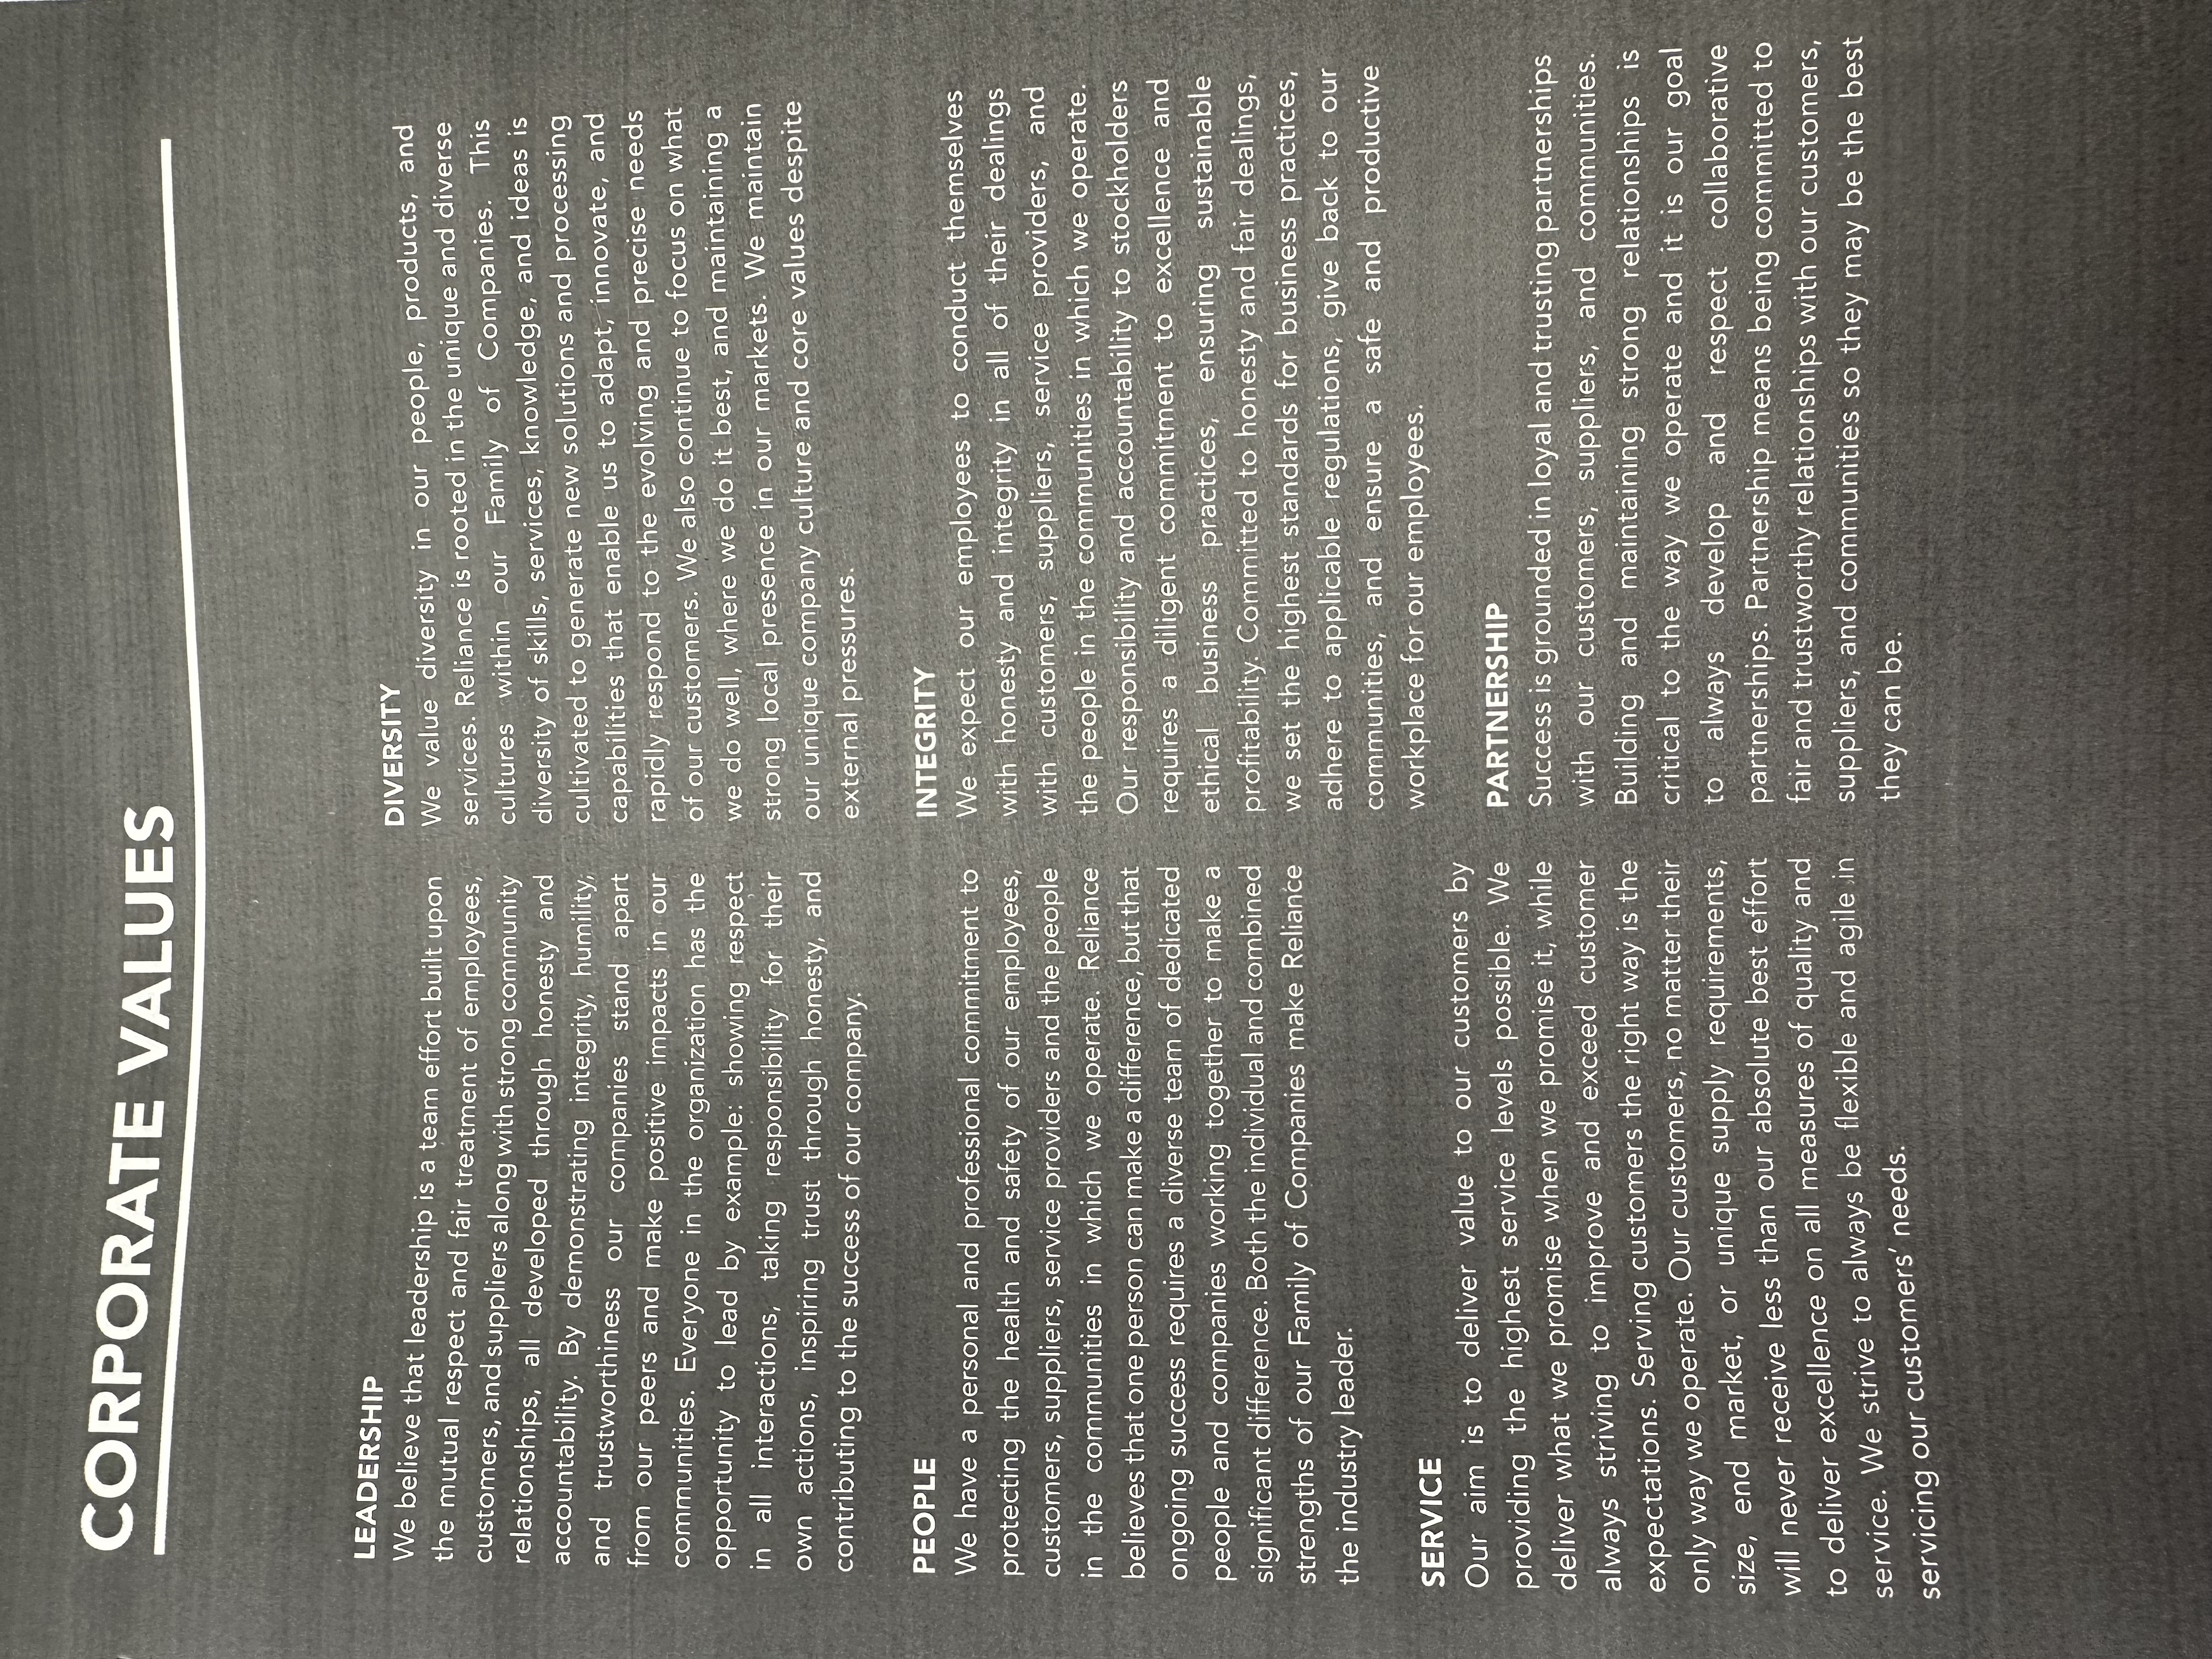 CORPORATE VALUES
LEADERSHIP
We believe that leadership is a team effort built upon
the mutual respect and fair treatment of employees,
customers, and suppliers along with strong community
relationships, all developed through honesty and
accountability. By demonstrating integrity, humility,
and trustworthiness our companies stand apart
from our peers and make positive impacts in our
communities. Everyone in the organization has the
opportunity to lead by example: showing respect
in all interactions, taking responsibility for their
own actions, inspiring trust through honesty, and
contributing to the success of our company.
PEOPLE
We have a personal and professional commitment to
protecting the health and safety of our employees,
customers, suppliers, service providers and the people
in the communities in which we operate. Reliance
believes that one person can make a difference, but that
ongoing success requires a diverse team of dedicated
people and companies working together to make a
significant difference. Both the individual and combined
strengths of our Family of Companies make Reliance
the industry leader.
SERVICE
Our aim is to deliver value to our customers by
providing the highest service levels possible. We
deliver what we promise when we promise it, while
always striving to improve and exceed customer
expectations. Serving customers the right way is the
only way we operate. Our customers, no matter their
size, end market, or unique supply requirements,
will never receive less than our absolute best effort
to deliver excellence on all measures of quality and
service. We strive to always be flexible and agile in
servicing our customers' needs.
DIVERSITY
We value diversity in our people, products, and
services. Reliance is rooted in the unique and diverse
cultures within our Family of Companies. This
diversity of skills, services, knowledge, and ideas is
cultivated to generate new solutions and processing
capabilities that enable us to adapt, innovate, and
rapidly respond to the evolving and precise needs
of our customers. We also continue to focus on what
we do well, where we do it best, and maintaining a
strong local presence in our markets. We maintain
our unique company culture and core values despite
external pressures.
INTEGRITY
We expect our employees to conduct themselves
with honesty and integrity in all of their dealings
with customers, suppliers, service providers, and
the people in the communities in which we operate.
Our responsibility and accountability to stockholders
requires a diligent commitment to excellence and
ethical business practices, ensuring sustainable
profitability. Committed to honesty and fair dealings,
we set the highest standards for business practices,
adhere to applicable regulations, give back to our
communities, and ensure a safe and productive
workplace for our employees.
PARTNERSHIP
Success is grounded in loyal and trusting partnerships
with our customers, suppliers, and communities.
Building and maintaining strong relationships is
critical to the way we operate and it is our goal
to always develop and respect collaborative
partnerships. Partnership means being committed to
fair and trustworthy relationships with our customers,
suppliers, and communities so they may be the best
they can be.